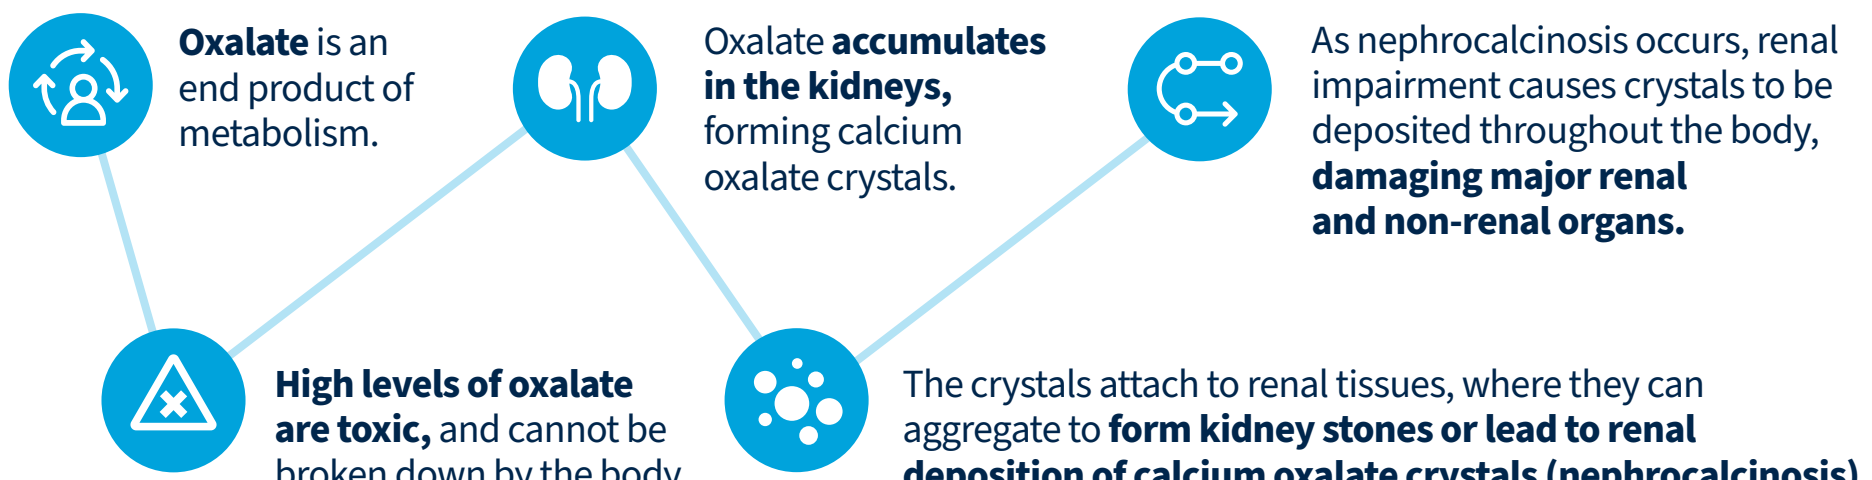 Oxalate is an
end product of
metabolism.
High levels of oxalate
are toxic, and cannot be
broken down by the body
Oxalate accumulates
in the kidneys,
forming calcium
oxalate crystals.
The crystals attach to renal tissues, where they can
aggregate to form kidney stones or lead to renal
deposition of calcium oxalate crystals (nephrocalcinosis)
As nephrocalcinosis occurs, renal
impairment causes crystals to be
deposited throughout the body,
damaging major renal
and non-renal organs.